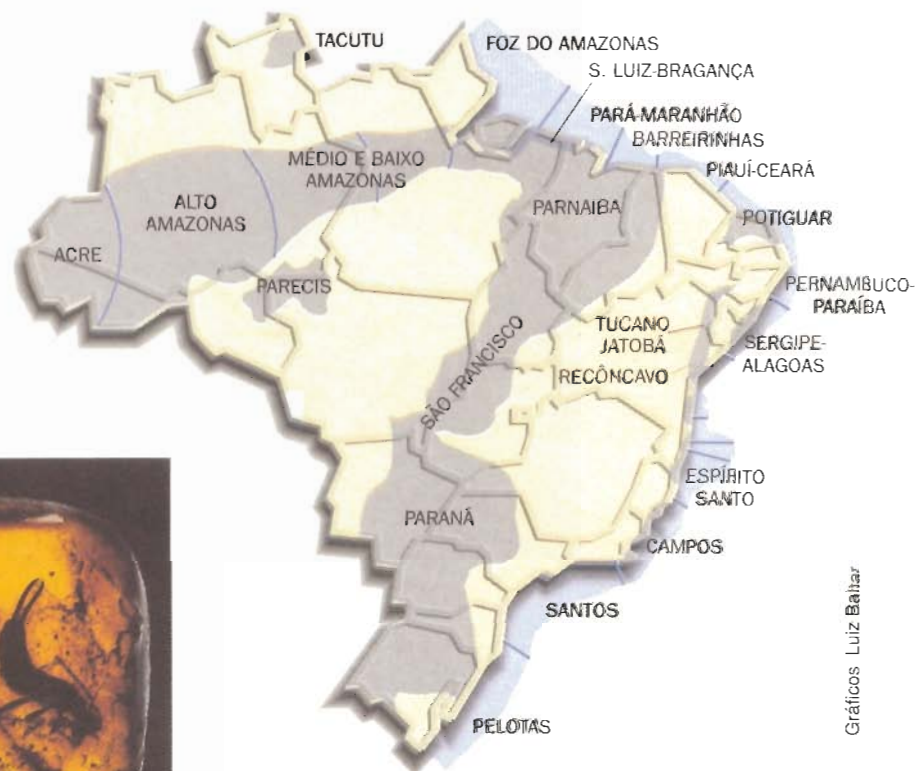 TACUTU
FOZ DO AMAZONAS
S. LUIZ-BRAGANÇA
PARÁ-MARANHÃO
BARREIRINHAS
PIAUÍ-CEARÁ
MÉDIO E BAIXO
AMAZONAS
ALTO
AMAZONAS
PARNAIBA
POTIGUAR
ACRE
PARECIS
PERNAMBUCO-
PARAÍBA
TUCANO
JATOBÁ
SERGIPE-
ALAGOAS
RECÔNCAVO
SÃO FRANCISCO
ESPÍRITO
SANTO
PARANÁ
CAMPOS
SANTOS
PELOTAS
Gráficos Luiz Baltar